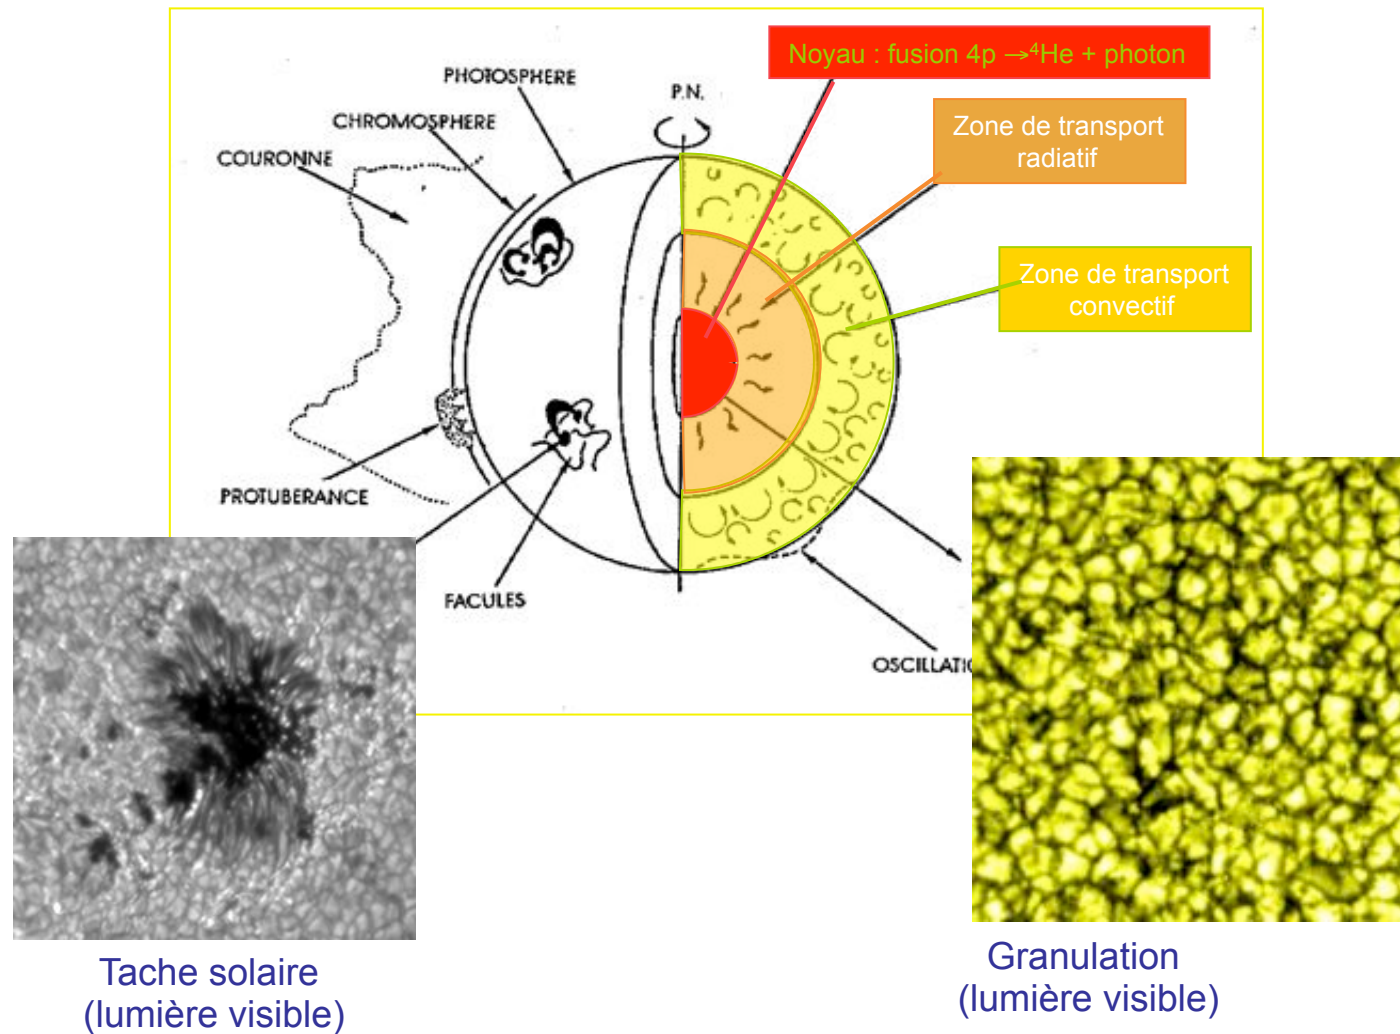 Noyau : fusion 4p →⁴He + photon
PHOTOSPHERE
P.N.
CHROMOSPHERE
Zone de transport
radiatif
COURONNE
Zone de transport
convectif
PROTUBERANCE
FACULES
Tache solaire
(lumière visible)
Granulation
(lumière visible)